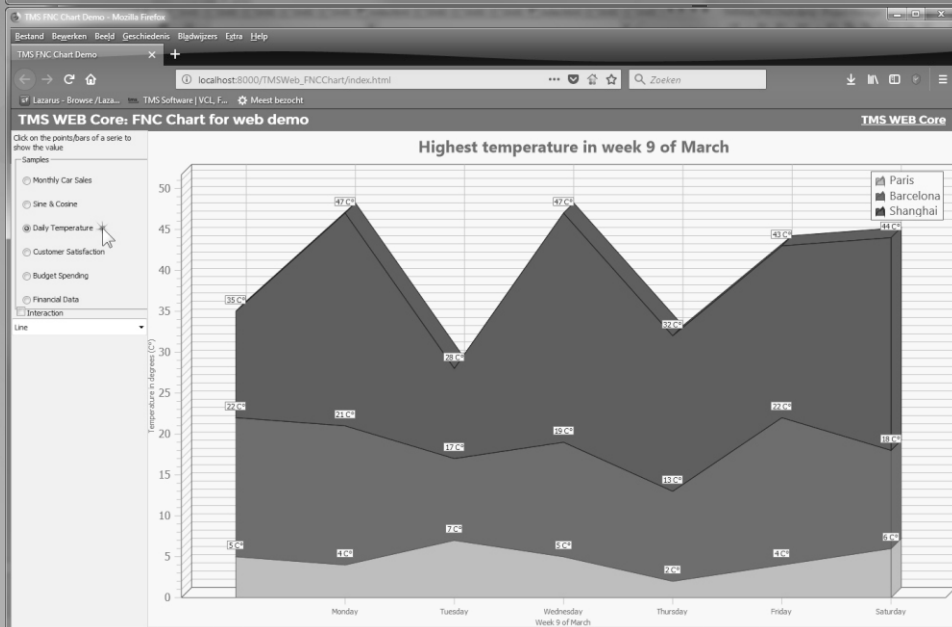 TMS FNC Chart Demo - Mozilla Firefox
Bestand Bewerken Beeld Geschiedenis Bladwijzers Extra Help
TMS FNC Chart Demo
localhost:8000/TMSWeb_FNCChart/index.html
Zoeken
Lazarus - Browse /Laza... TMS Software | VCL, F... Meest bezocht
TMS WEB Core: FNC Chart for web demo
TMS WEB Core
Click on the points/bars of a serie to
show the value
Samples
Monthly Car Sales
Sine & Cosine
Daily Temperature
Customer Satisfaction
Budget Spending
Financial Data
Interaction
Line
Highest temperature in week 9 of March
Paris
Barcelona
Shanghai
Temperature in degrees (C°)
50
45
40
35
30
25
20
15
10
5
0
35 C° 47 C° 28 C° 47 C° 32 C° 43 C° 44 C°
22 C° 21 C° 17 C° 19 C° 13 C° 22 C° 18 C°
5 C° 4 C° 7 C° 5 C° 2 C° 4 C° 6 C°
Monday Tuesday Wednesday Thursday Friday Saturday
Week 9 of March